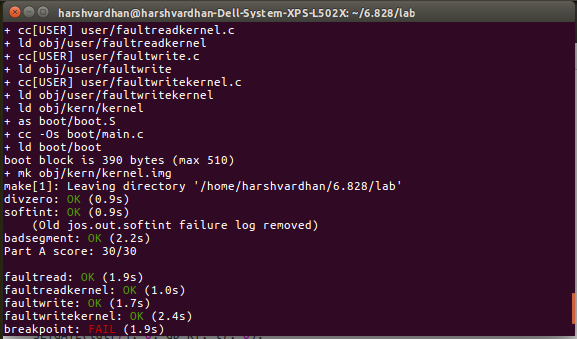 harshvardhan@harshvardhan-Dell-System-XPS-L502X: ~/6.828/lab
+ cc[USER] user/faultreadkernel.c
+ ld obj/user/faultreadkernel
+ cc[USER] user/faultwrite.c
+ ld obj/user/faultwrite
+ cc[USER] user/faultwritekernel.c
+ ld obj/user/faultwritekernel
+ ld obj/kern/kernel
+ as boot/boot.S
+ cc -Os boot/main.c
+ ld boot/boot
boot block is 390 bytes (max 510)
+ mk obj/kern/kernel.img
make[1]: Leaving directory '/home/harshvardhan/6.828/lab'
divzero: OK (0.9s)
softint: OK (0.9s)
    (Old jos.out.softint failure log removed)
badsegment: OK (2.2s)
Part A score: 30/30

faultread: OK (1.9s)
faultreadkernel: OK (1.0s)
faultwrite: OK (1.7s)
faultwritekernel: OK (2.4s)
breakpoint: FAIL (1.9s)